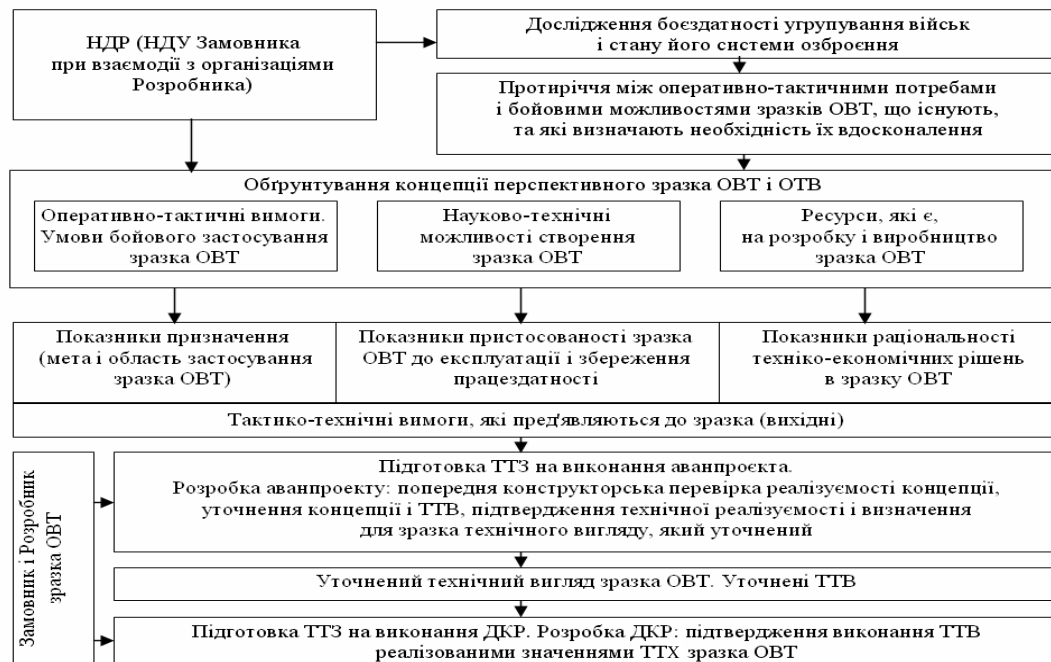 НДР (НДУ Замовника
при взаємодії з організаціями
Розробника)
Дослідження боєздатності угрупування військ
і стану його системи озброєння
Протиріччя між оперативно-тактичними потребами
і бойовими можливостями зразків ОВТ, що існують,
та які визначають необхідність їх вдосконалення
Обґрунтування концепції перспективного зразка ОВТ і ОТВ
Оперативно-тактичні вимоги.
Умови бойового застосування
зразка ОВТ
Науково-технічні
можливості створення
зразка ОВТ
Ресурси, які є,
на розробку і виробництво
зразка ОВТ
Показники призначення
(мета і область застосування
зразка ОВТ)
Показники пристосованості зразка
ОВТ до експлуатації і збереження
працездатності
Показники раціональності
техніко-економічних рішень
в зразку ОВТ
Тактико-технічні вимоги, які пред'являються до зразка (вихідні)
Замовник і Розробник
зразка ОВТ
Підготовка ТТЗ на виконання аванпроєкта.
Розробка аванпроекту: попередня конструкторська перевірка реалізуємості концепції,
уточнення концепції і ТТВ, підтвердження технічної реалізуємості і визначення
для зразка технічного вигляду, який уточнений
Уточнений технічний вигляд зразка ОВТ. Уточнені ТТВ
Підготовка ТТЗ на виконання ДКР. Розробка ДКР: підтвердження виконання ТТВ
реалізованими значеннями ТТХ зразка ОВТ